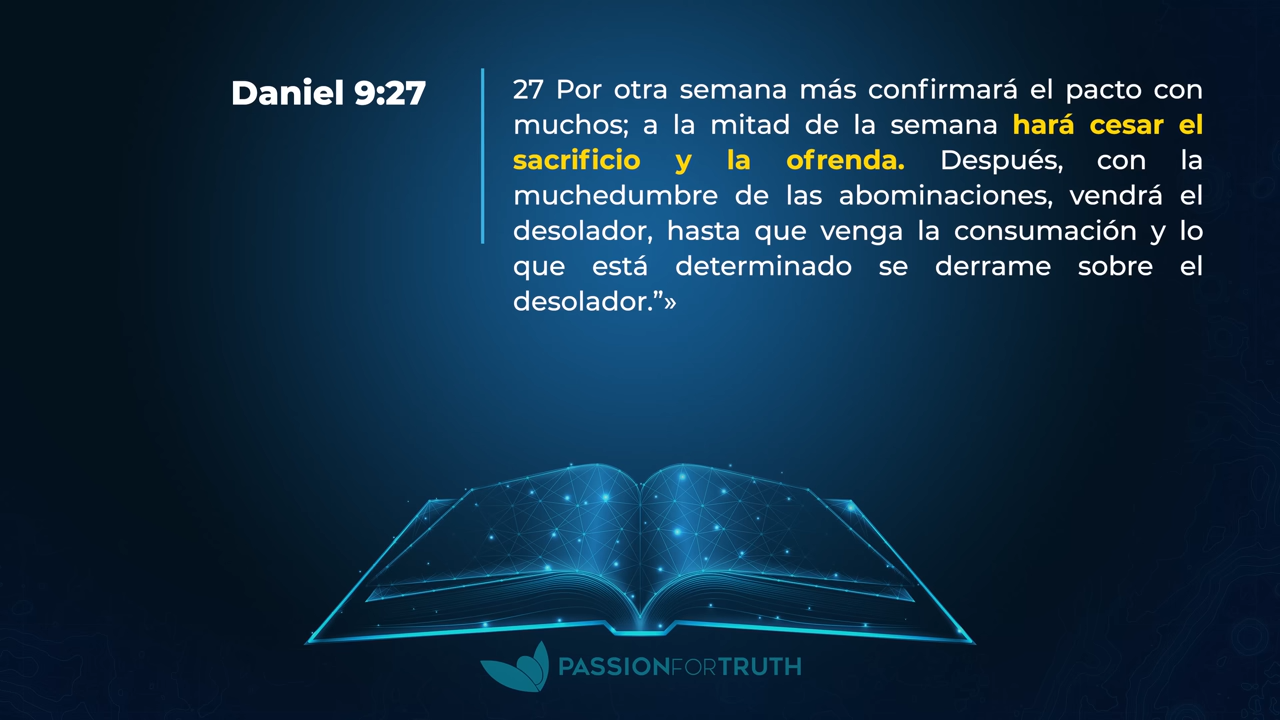 Daniel 9:27
27 Por otra semana más confirmará el pacto con
muchos; a la mitad de la semana hará cesar el
sacrificio y la ofrenda. Después, con la
muchedumbre de las abominaciones, vendrá el
desolador, hasta que venga la consumación y lo
que está determinado se derrame sobre el
desolador.”»
PASSIONFORTRUTH